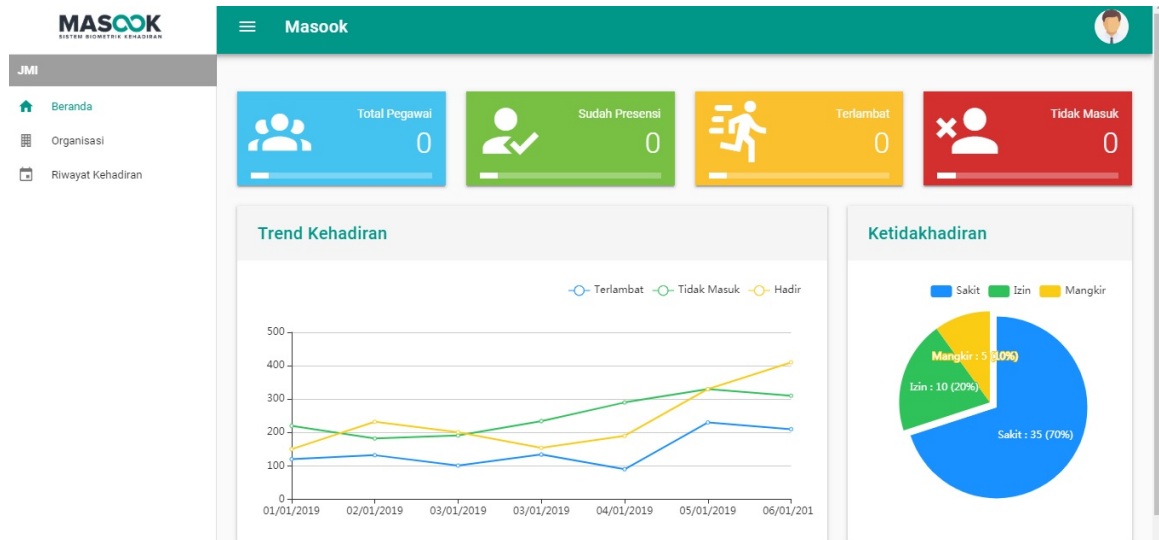 MASOOK
SISTEM BIOMETRIK KEHADIRAN
Masook
JMI
Beranda
Organisasi
Riwayat Kehadiran
Total Pegawai
0
Sudah Presensi
0
Terlambat
0
Tidak Masuk
0
Trend Kehadiran
Terlambat Tidak Masuk Hadir
500
400
300
200
100
0
01/01/2019 02/01/2019 03/01/2019 03/01/2019 04/01/2019 05/01/2019 06/01/201
Ketidakhadiran
Sakit Izin Mangkir
Mangkir : 5 (10%)
Izin : 10 (20%)
Sakit : 35 (70%)